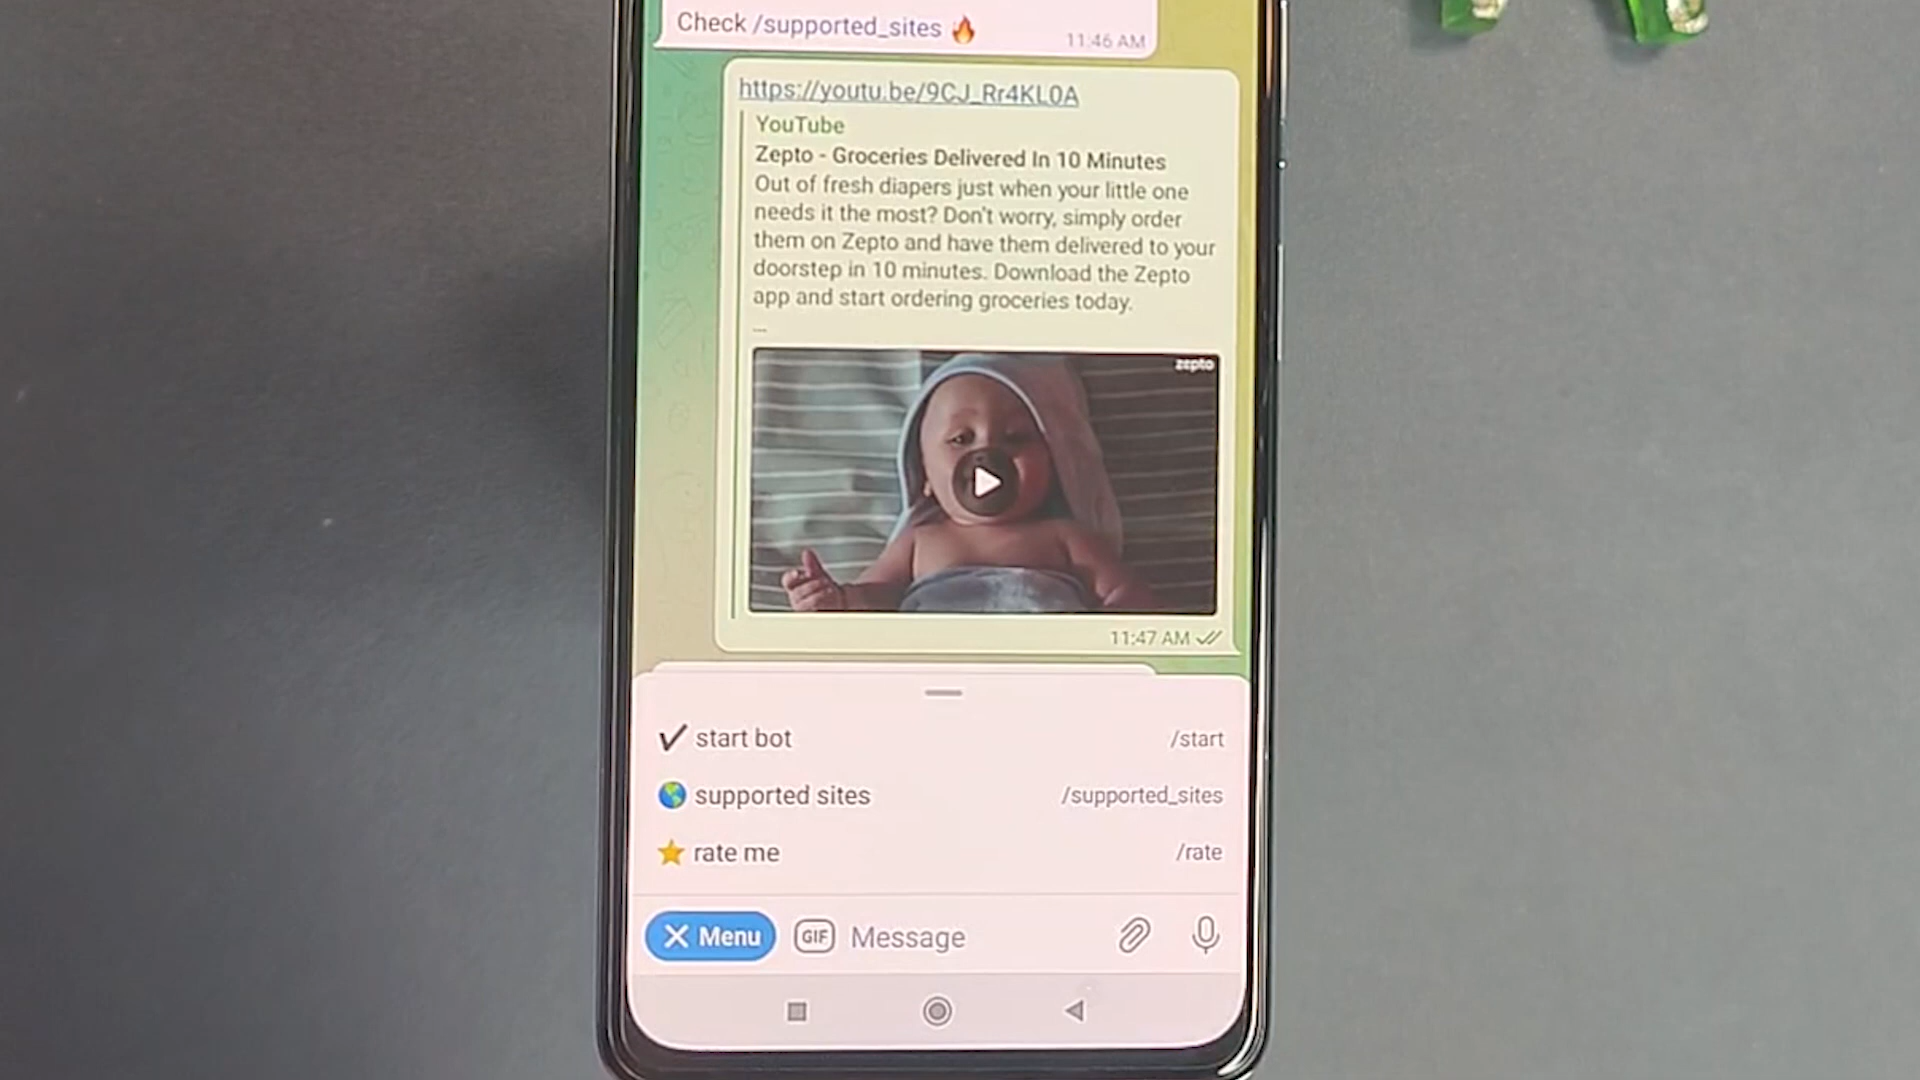 Check /supported_sites 🔥
11:46 AM
https://youtu.be/9CJ_Rr4KL0A
YouTube
Zepto - Groceries Delivered In 10 Minutes
Out of fresh diapers just when your little one
needs it the most? Don't worry, simply order
them on Zepto and have them delivered to your
doorstep in 10 minutes. Download the Zepto
app and start ordering groceries today.
...
zepto
11:47 AM
✔ start bot /start
🌎 supported sites /supported_sites
⭐ rate me /rate
Menu GIF Message